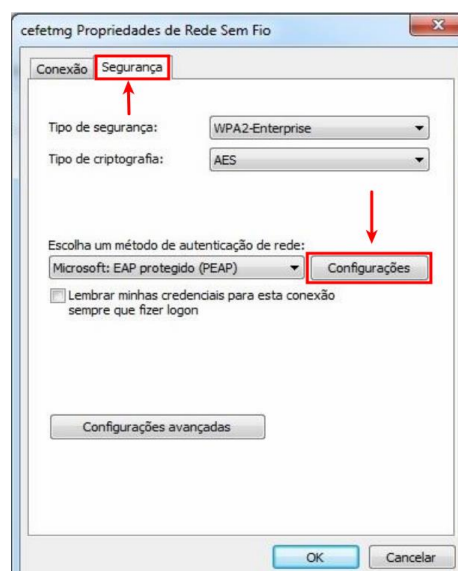 cefetmg Propriedades de Rede Sem Fio
Conexão Segurança
Tipo de segurança: WPA2-Enterprise
Tipo de criptografia: AES
Escolha um método de autenticação de rede:
Microsoft: EAP protegido (PEAP) Configurações
Lembrar minhas credenciais para esta conexão
sempre que fizer logon
Configurações avançadas
OK Cancelar